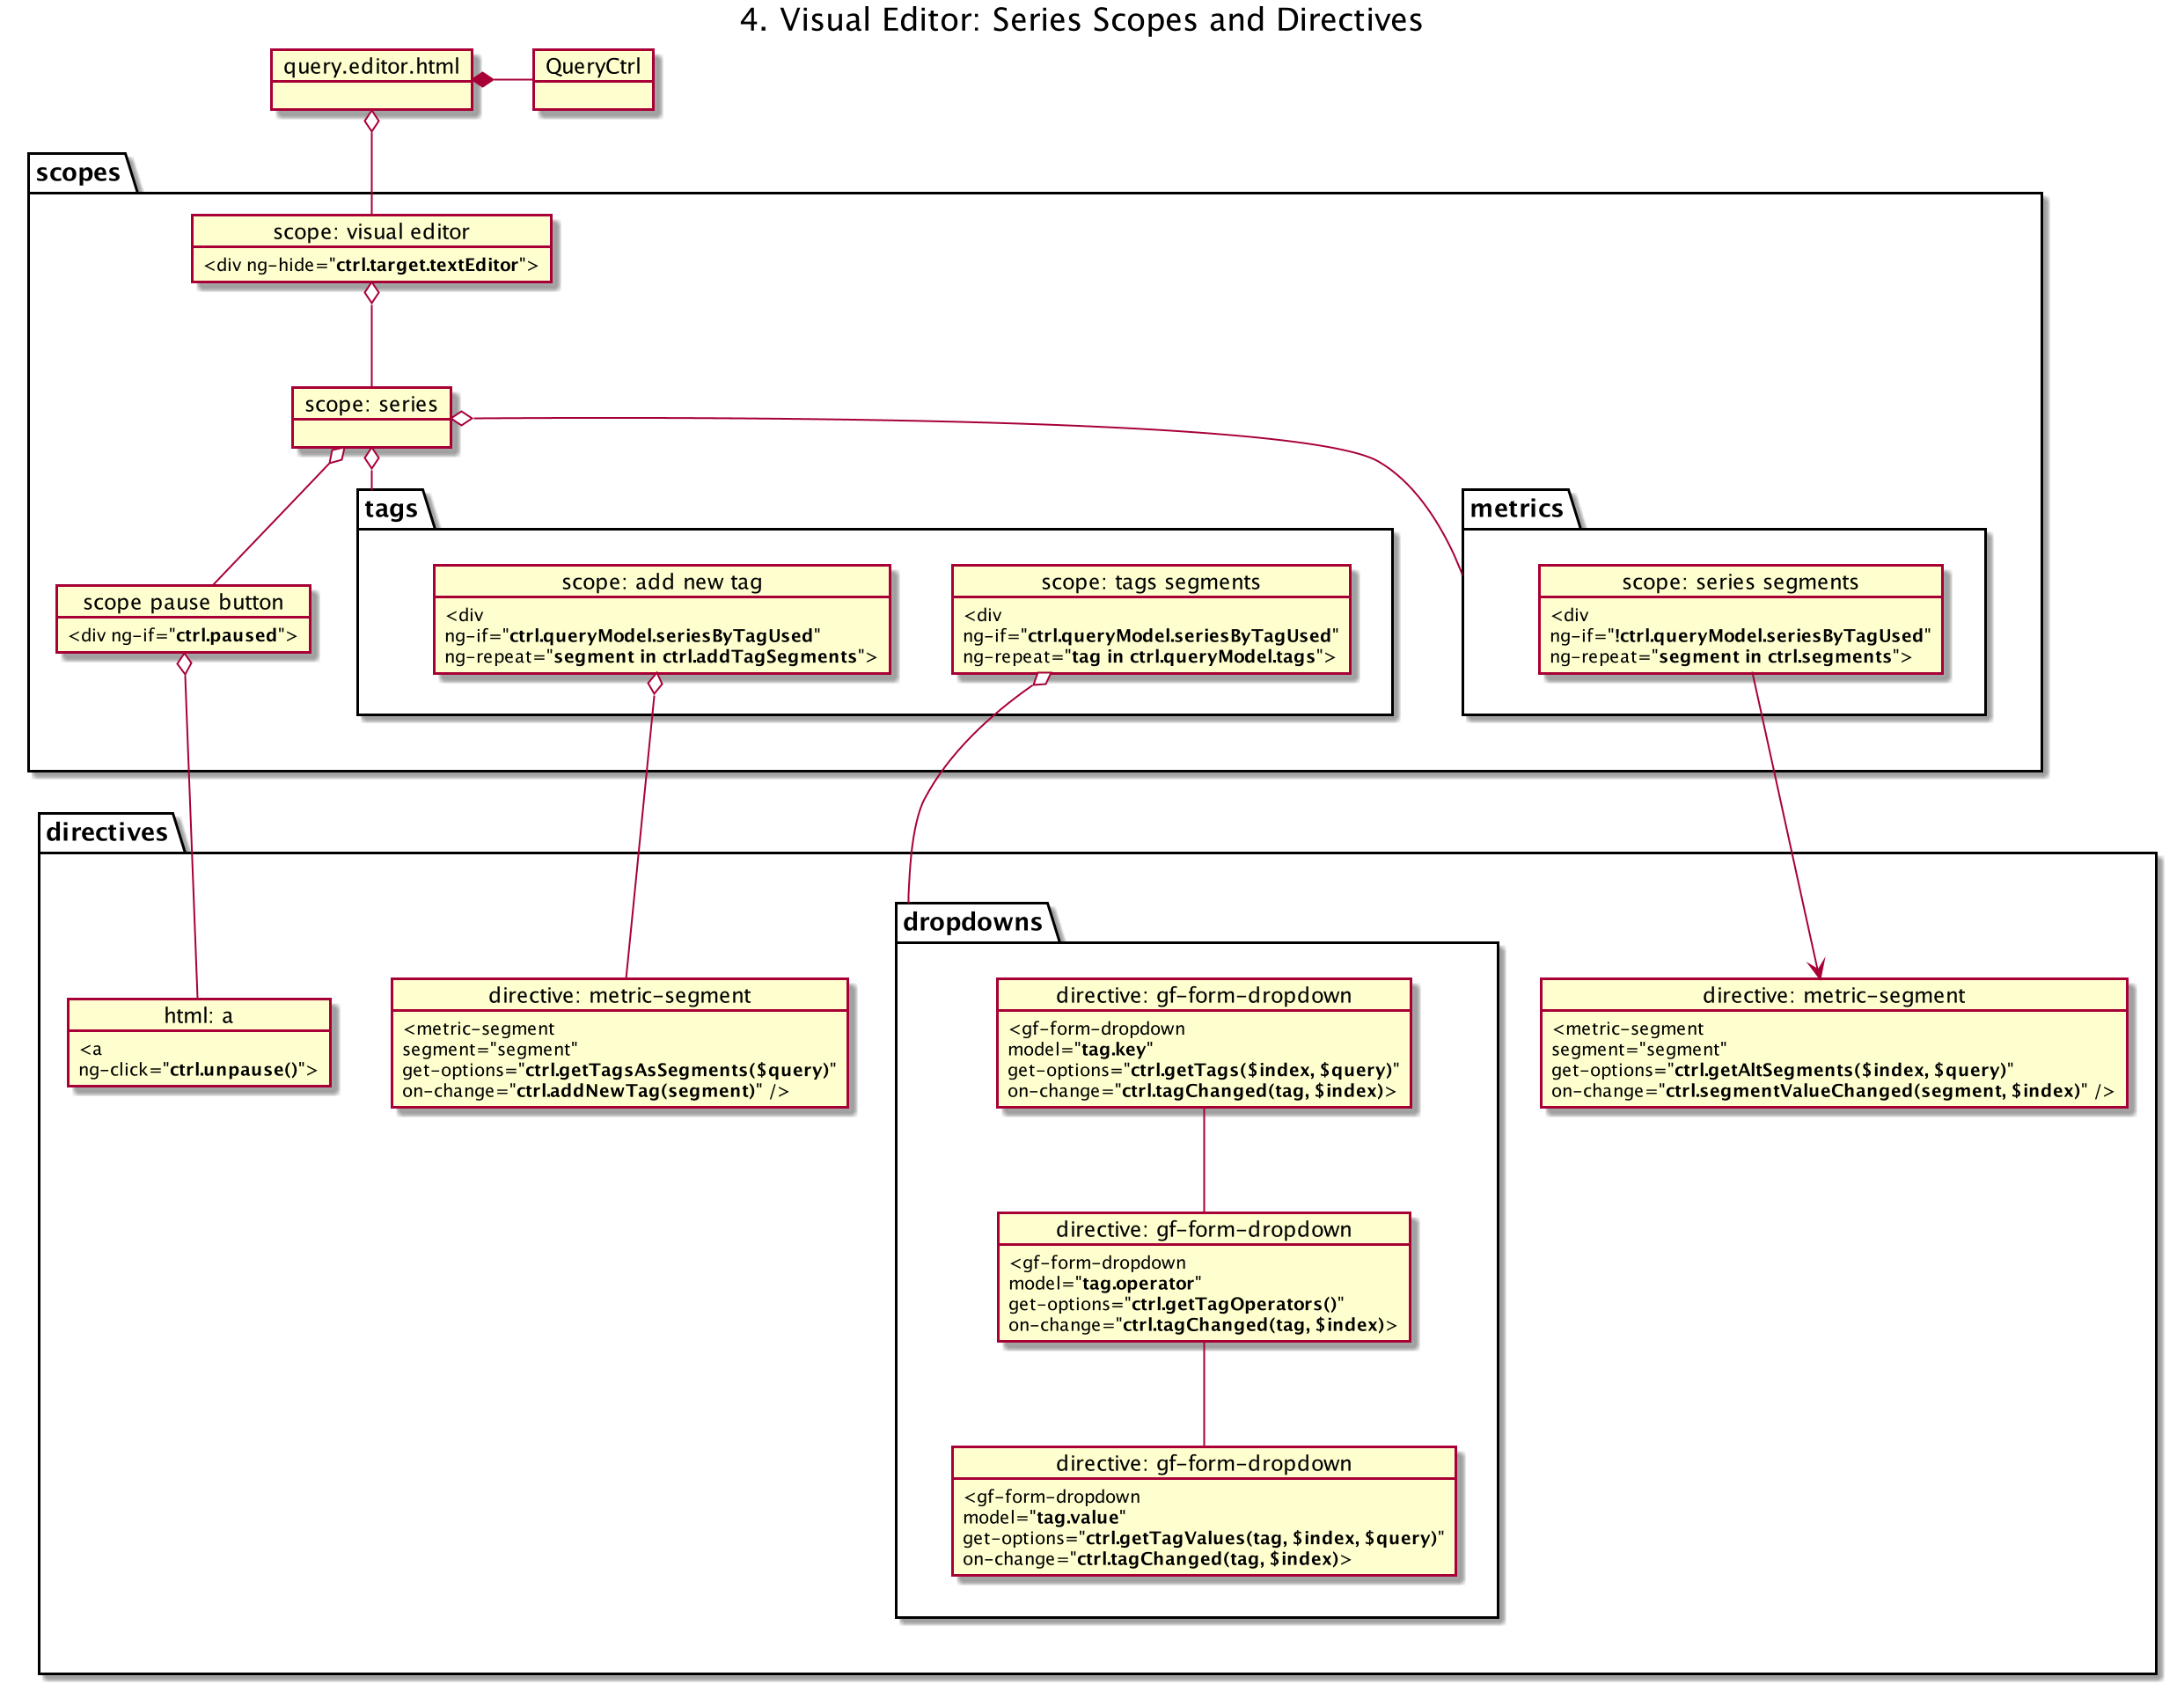 4. Visual Editor: Series Scopes and Directives
query.editor.html
QueryCtrl
scopes
scope: visual editor
<div ng-hide="ctrl.target.textEditor">
scope: series
tags
metrics
scope pause button
<div ng-if="ctrl.paused">
scope: add new tag
<div
ng-if="ctrl.queryModel.seriesByTagUsed"
ng-repeat="segment in ctrl.addTagSegments">
scope: tags segments
<div
ng-if="ctrl.queryModel.seriesByTagUsed"
ng-repeat="tag in ctrl.queryModel.tags">
scope: series segments
<div
ng-if="!ctrl.queryModel.seriesByTagUsed"
ng-repeat="segment in ctrl.segments">
directives
dropdowns
html: a
<a
ng-click="ctrl.unpause()">
directive: metric-segment
<metric-segment
segment="segment"
get-options="ctrl.getTagsAsSegments($query)"
on-change="ctrl.addNewTag(segment)" />
directive: gf-form-dropdown
<gf-form-dropdown
model="tag.key"
get-options="ctrl.getTags($index, $query)"
on-change="ctrl.tagChanged(tag, $index)>
directive: metric-segment
<metric-segment
segment="segment"
get-options="ctrl.getAltSegments($index, $query)"
on-change="ctrl.segmentValueChanged(segment, $index)" />
directive: gf-form-dropdown
<gf-form-dropdown
model="tag.operator"
get-options="ctrl.getTagOperators()"
on-change="ctrl.tagChanged(tag, $index)>
directive: gf-form-dropdown
<gf-form-dropdown
model="tag.value"
get-options="ctrl.getTagValues(tag, $index, $query)"
on-change="ctrl.tagChanged(tag, $index)>